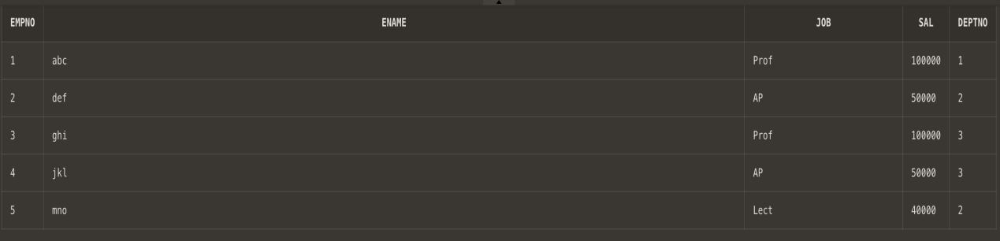 EMPNO ENAME JOB SAL DEPTNO
1 abc Prof 100000 1
2 def AP 50000 2
3 ghi Prof 100000 3
4 jkl AP 50000 3
5 mno Lect 40000 2